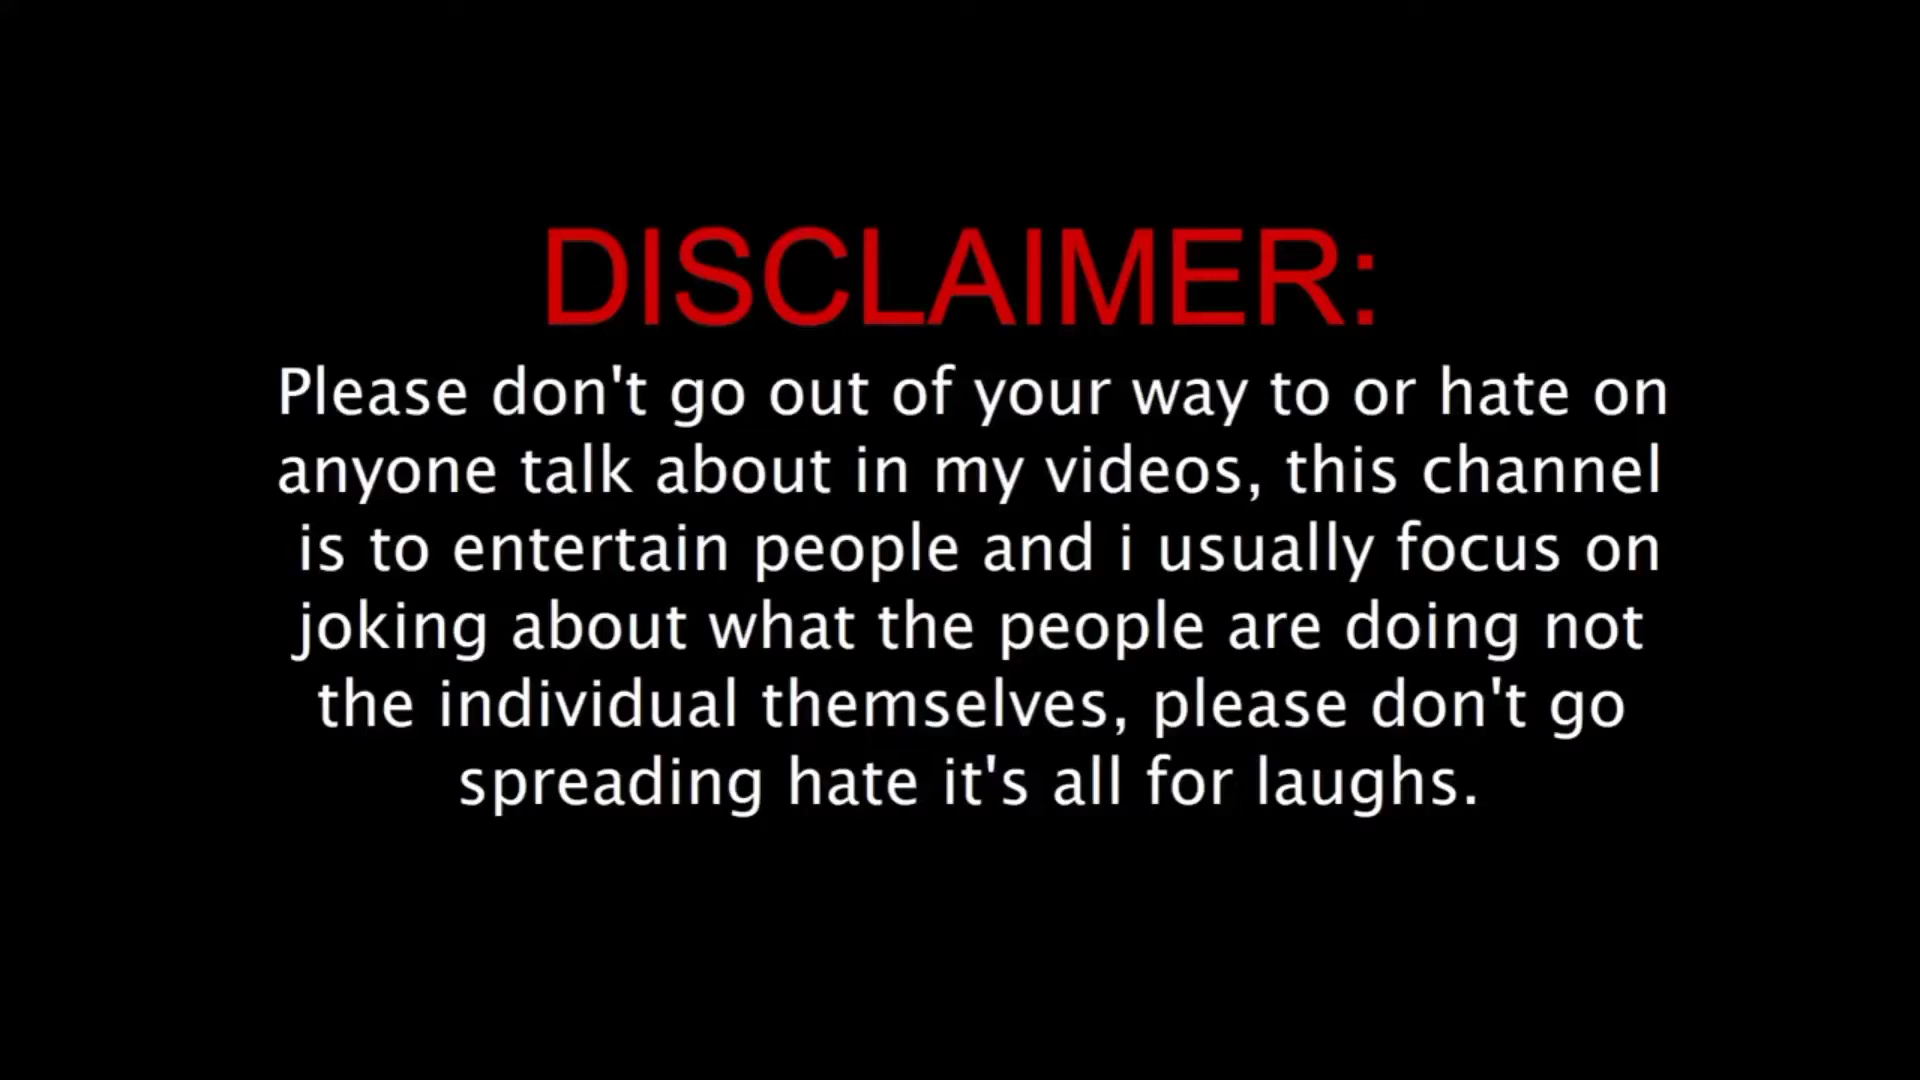 DISCLAIMER:
Please don't go out of your way to or hate on
anyone talk about in my videos, this channel
is to entertain people and i usually focus on
joking about what the people are doing not
the individual themselves, please don't go
spreading hate it's all for laughs.